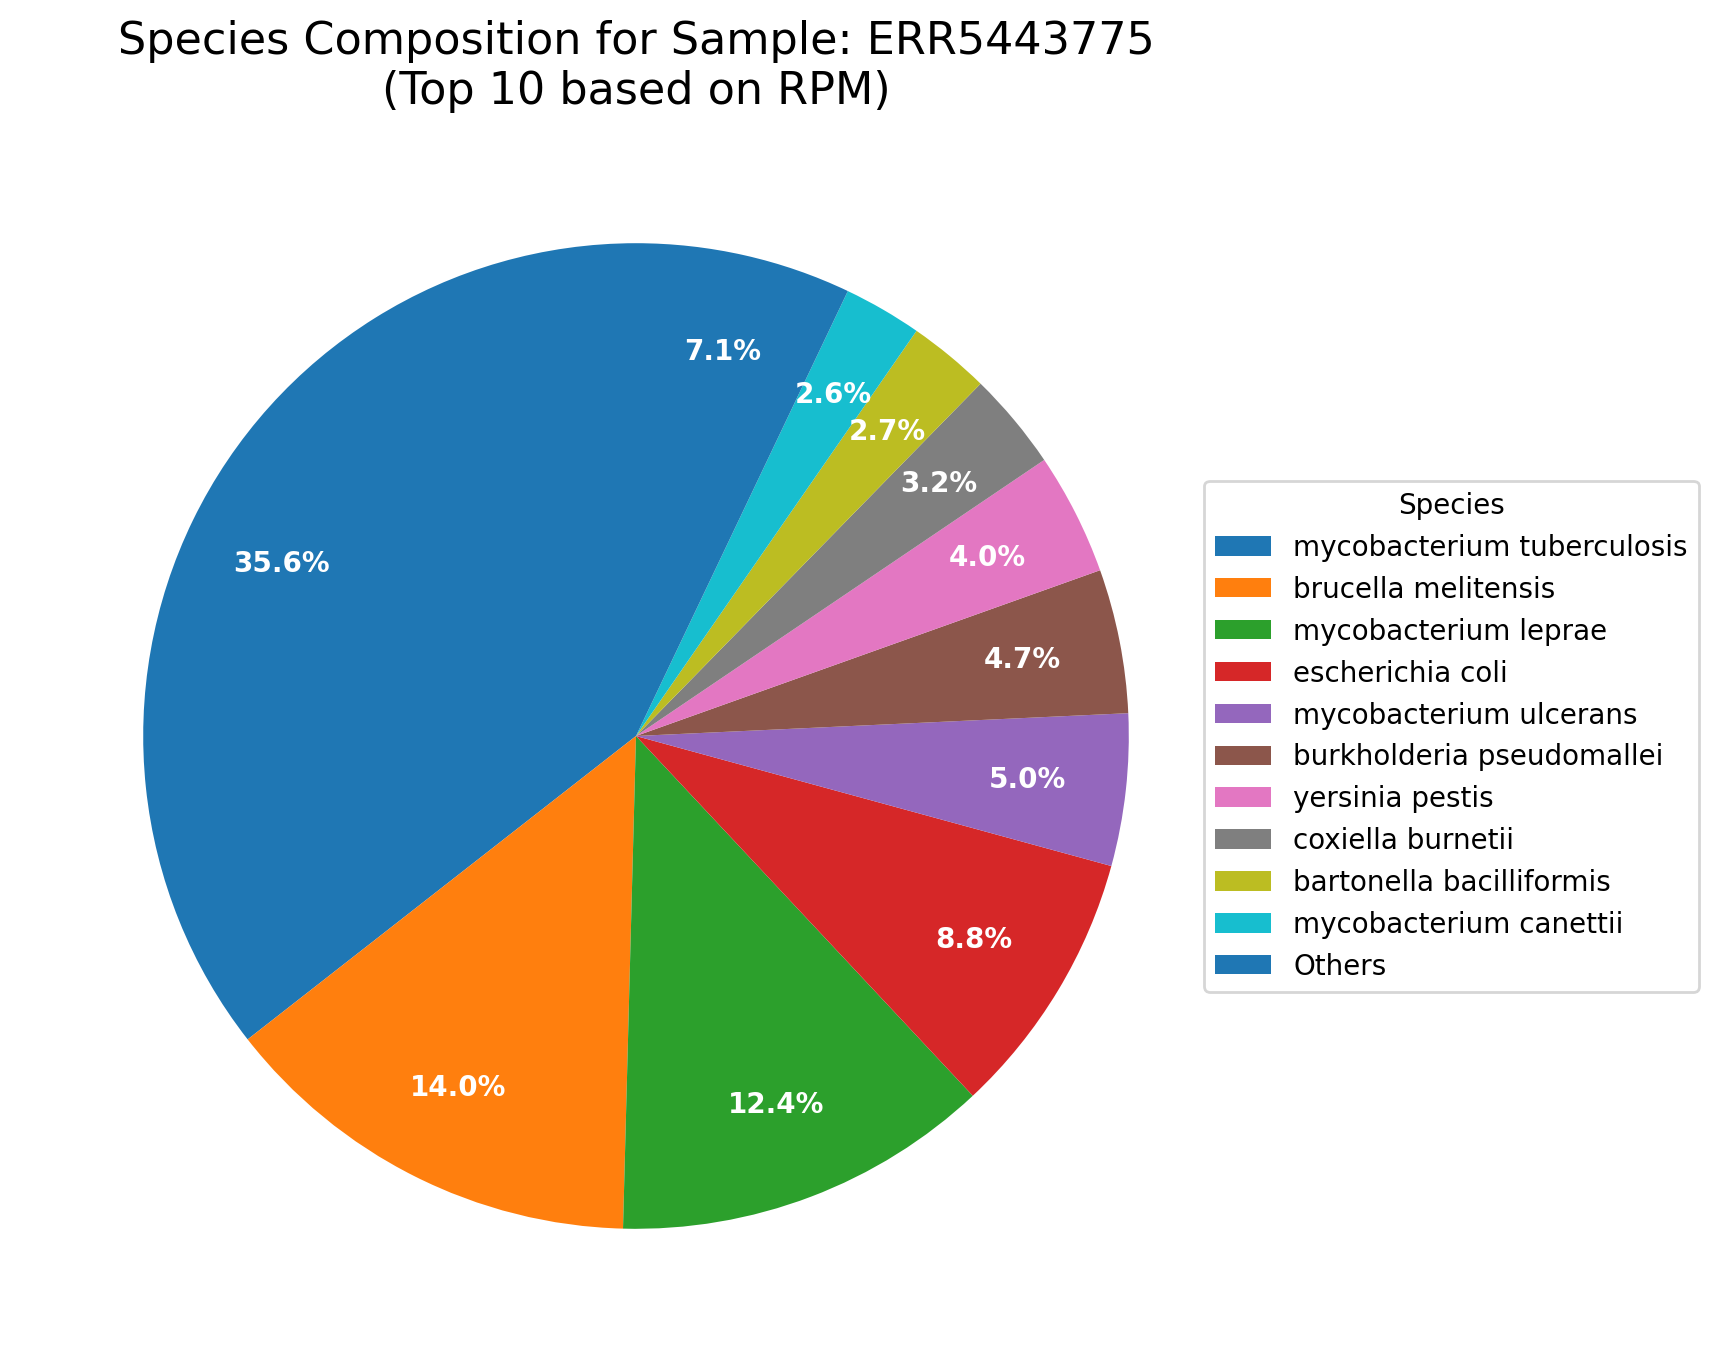 Species Composition for Sample: ERR5443775
(Top 10 based on RPM)
7.1%
2.6%
2.7%
3.2%
35.6%
4.0%
4.7%
5.0%
8.8%
14.0%
12.4%
Species
mycobacterium tuberculosis
brucella melitensis
mycobacterium leprae
escherichia coli
mycobacterium ulcerans
burkholderia pseudomallei
yersinia pestis
coxiella burnetii
bartonella bacilliformis
mycobacterium canettii
Others